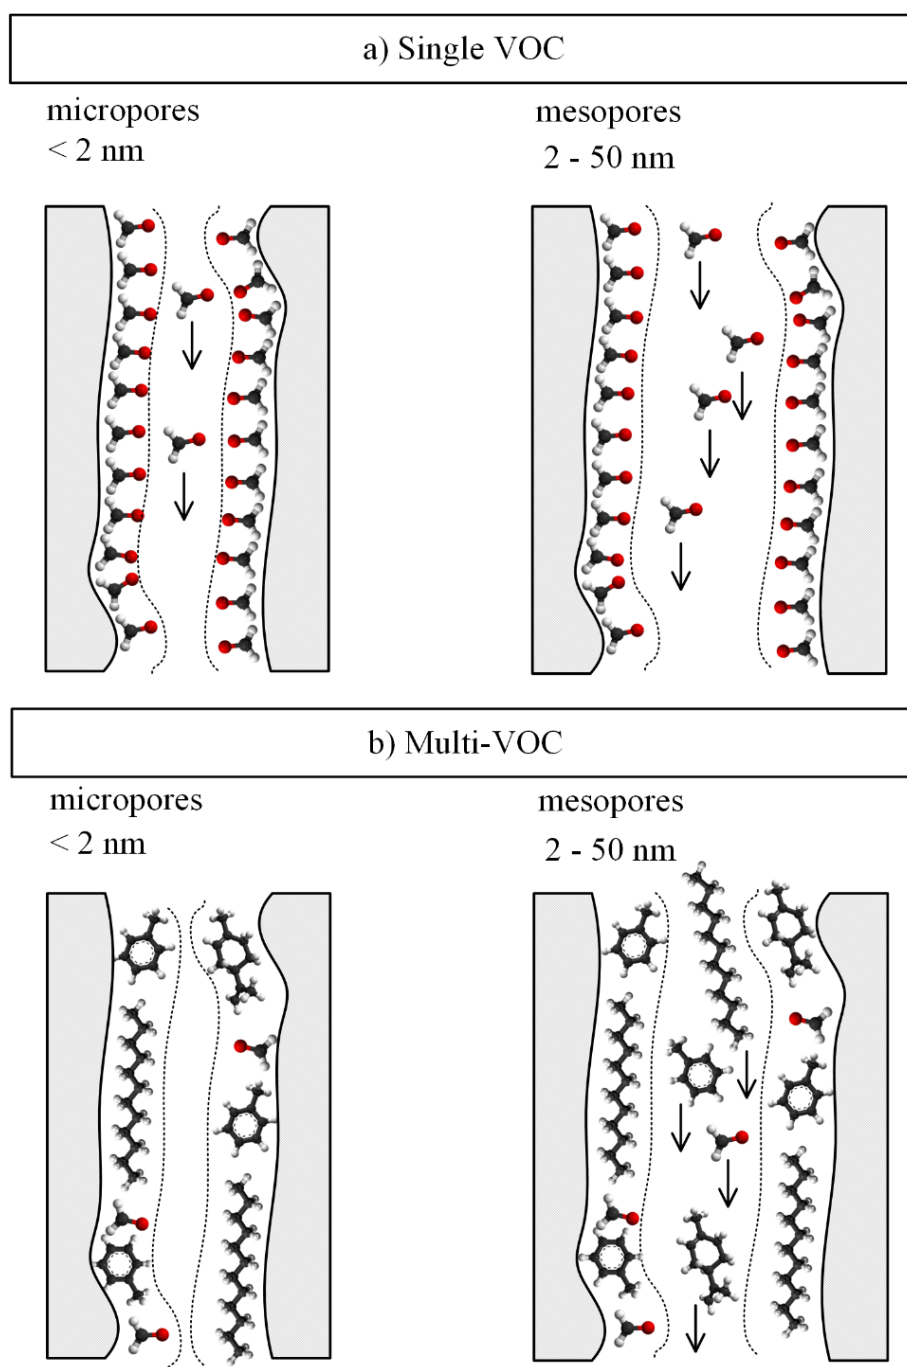 a) Single VOC
micropores
< 2 nm
mesopores
2 - 50 nm
b) Multi-VOC
micropores
< 2 nm
mesopores
2 - 50 nm